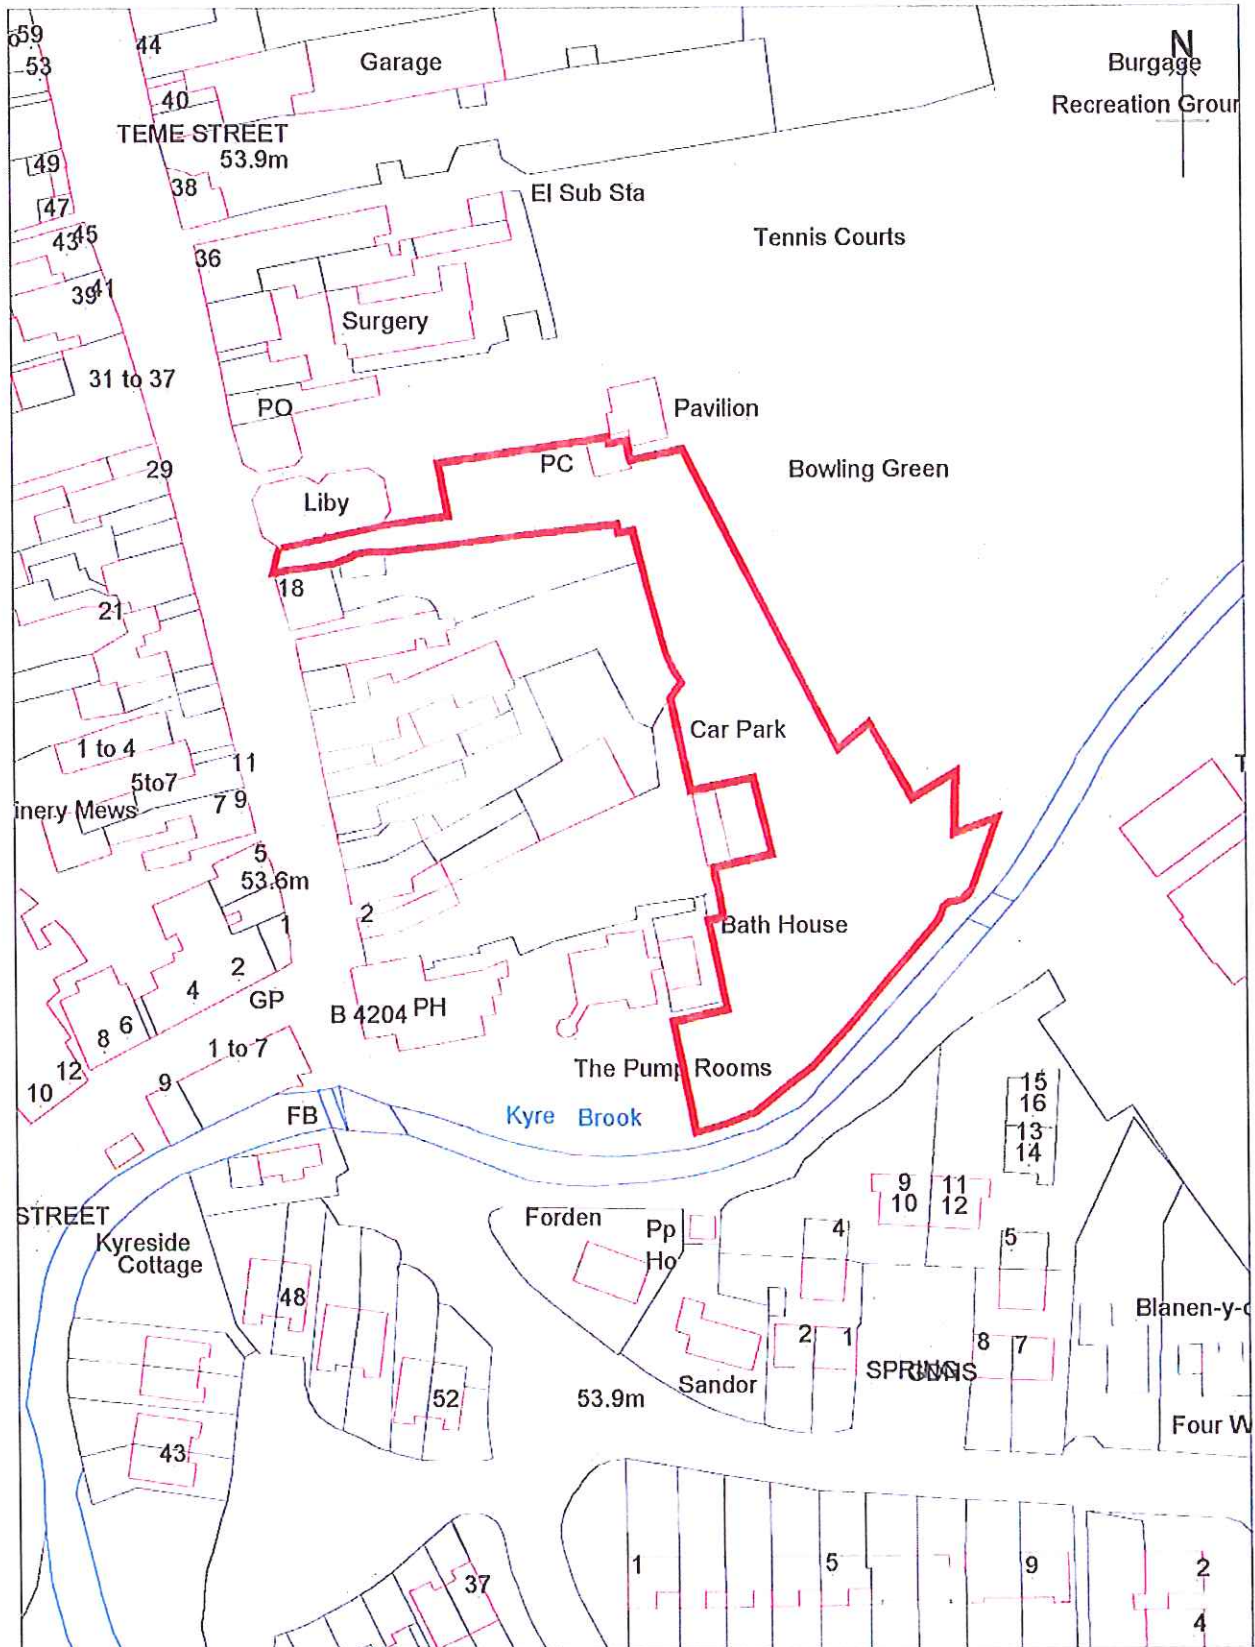 59
53
44
Garage
N
Burgage
40
Recreation Grour
TEME STREET
53.9m
49
38
El Sub Sta
47
Tennis Courts
45
43
36
41
39
Surgery
31 to 37
PO
Pavilion
PC
Bowling Green
29
Liby
18
21
Car Park
1 to 4
11
5to7
7
9
inery Mews
5
53.6m
2
1
Bath House
2
4
GP
B 4204
PH
6
8
1 to 7
The Pump Rooms
12
10
9
FB
Kyre Brook
15
16
13
14
9
10
11
12
STREET
Forden
Pp
Ho
4
5
Kyreside
Cottage
48
Blanen-y-c
2
1
8
7
Sandor
SPRING
52
53.9m
Four W
43
1
5
9
2
37
4